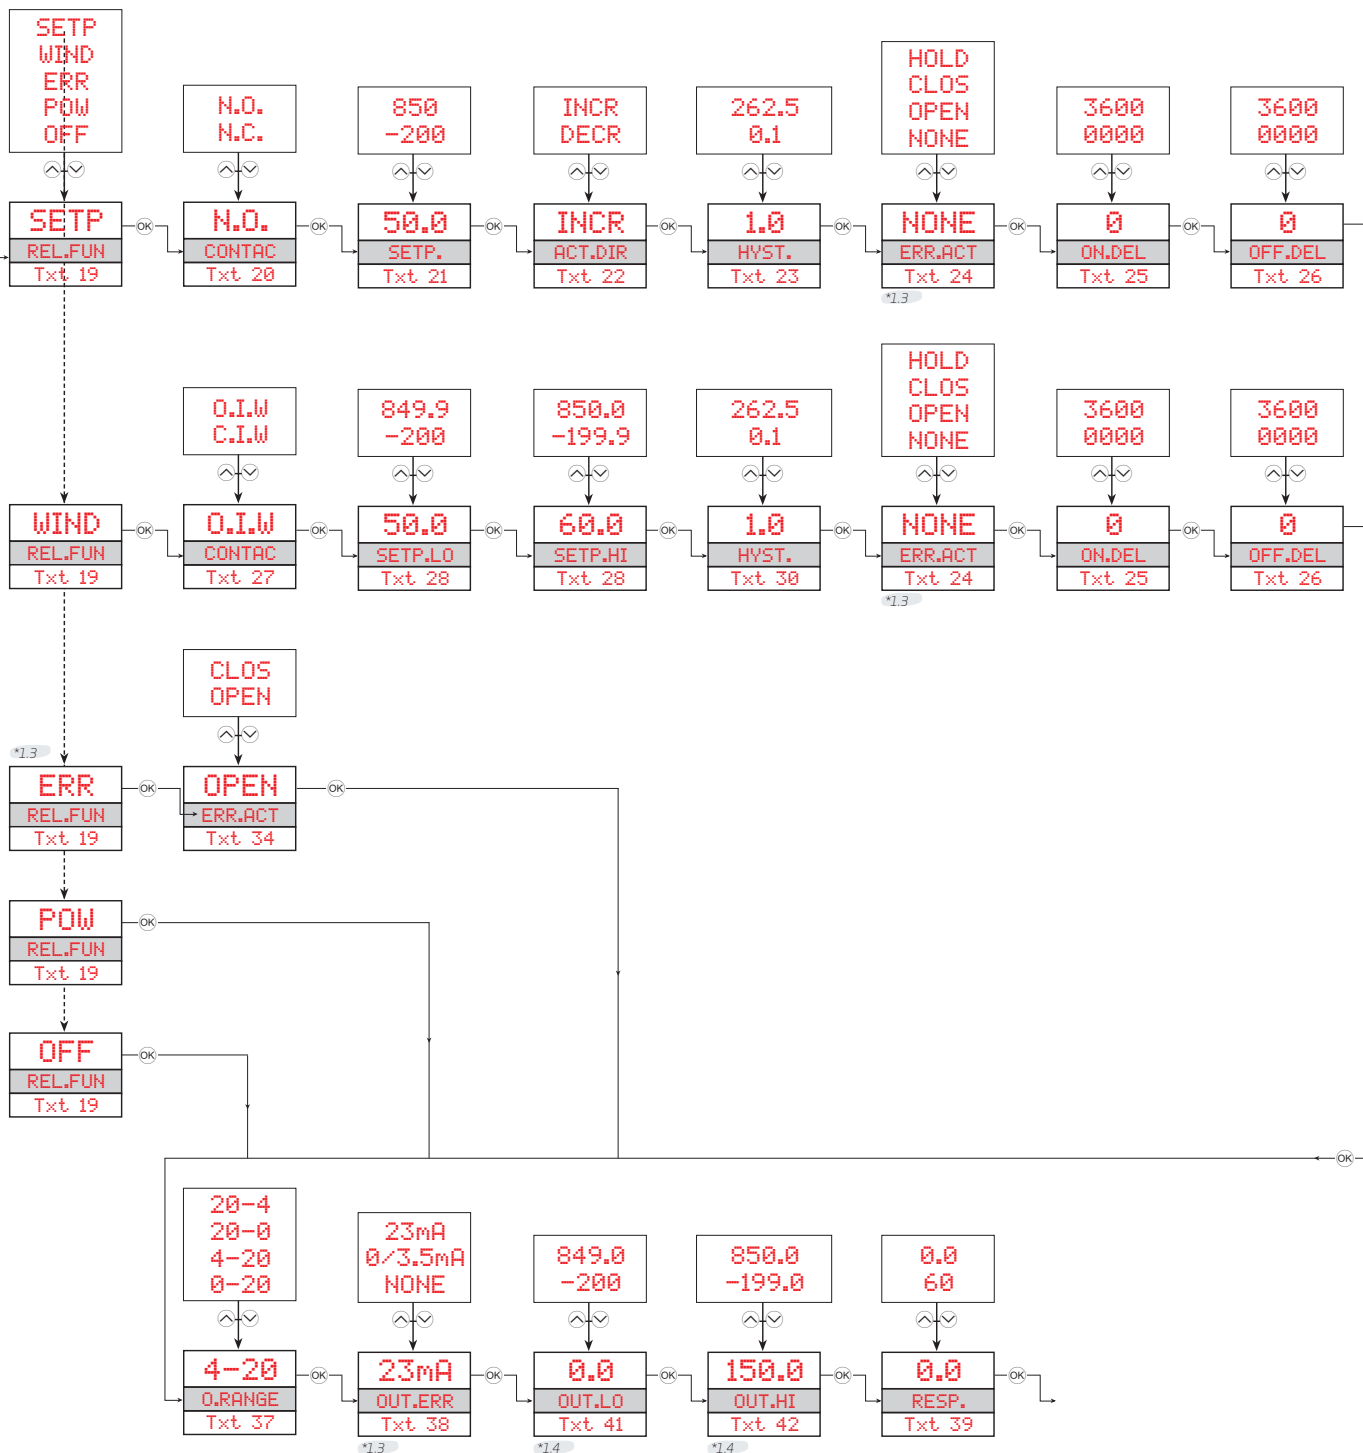 SETP
WIND
ERR
POW
OFF
N.O.
N.C.
850
-200
INCR
DECR
262.5
0.1
HOLD
CLOS
OPEN
NONE
3600
0000
3600
0000
SETP
REL.FUN
Txt 19
OK
N.O.
CONTAC
Txt 20
OK
50.0
SETP.
Txt 21
OK
INCR
ACT.DIR
Txt 22
OK
1.0
HYST.
Txt 23
OK
NONE
ERR.ACT
Txt 24
*1.3
OK
0
ON.DEL
Txt 25
OK
0
OFF.DEL
Txt 26
O.I.W
C.I.W
849.9
-200
850.0
-199.9
262.5
0.1
HOLD
CLOS
OPEN
NONE
3600
0000
3600
0000
WIND
REL.FUN
Txt 19
OK
O.I.W
CONTAC
Txt 27
OK
50.0
SETP.LO
Txt 28
OK
60.0
SETP.HI
Txt 28
OK
1.0
HYST.
Txt 30
OK
NONE
ERR.ACT
Txt 24
*1.3
OK
0
ON.DEL
Txt 25
OK
0
OFF.DEL
Txt 26
CLOS
OPEN
*1.3
ERR
REL.FUN
Txt 19
OK
OPEN
ERR.ACT
Txt 34
OK
POW
REL.FUN
Txt 19
OK
OFF
REL.FUN
Txt 19
OK
OK
20-4
20-0
4-20
0-20
23mA
0/3.5mA
NONE
849.0
-200
850.0
-199.0
0.0
60
4-20
O.RANGE
Txt 37
OK
23mA
OUT.ERR
Txt 38
*1.3
OK
0.0
OUT.LO
Txt 41
*1.4
OK
150.0
OUT.HI
Txt 42
*1.4
OK
0.0
RESP.
Txt 39
OK